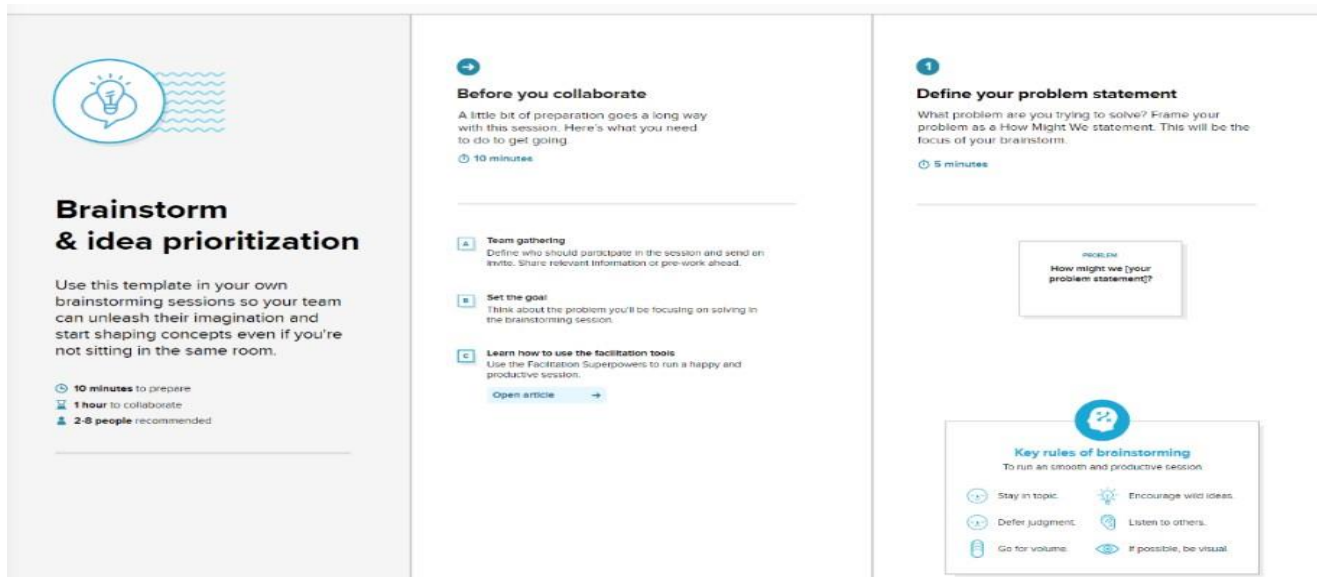 Brainstorm
& idea prioritization
Use this template in your own
brainstorming sessions so your team
can unleash their imagination and
start shaping concepts even if you're
not sitting in the same room.
10 minutes to prepare
1 hour to collaborate
2-8 people recommended
Before you collaborate
A little bit of preparation goes a long way
with this session. Here's what you need
to do to get going.
10 minutes
A
Team gathering
Define who should participate in the session and send an
invite. Share relevant information or pre-work ahead.
B
Set the goal
Think about the problem you'll be focusing on solving in
the brainstorming session.
C
Learn how to use the facilitation tools
Use the Facilitation Superpowers to run a happy and
productive session.
Open article
1
Define your problem statement
What problem are you trying to solve? Frame your
problem as a How Might We statement. This will be the
focus of your brainstorm.
5 minutes
PROBLEM
How might we [your
problem statement]?
Key rules of brainstorming
To run an smooth and productive session
Stay in topic.
Encourage wild ideas.
Defer judgment.
Listen to others.
Go for volume.
If possible, be visual.